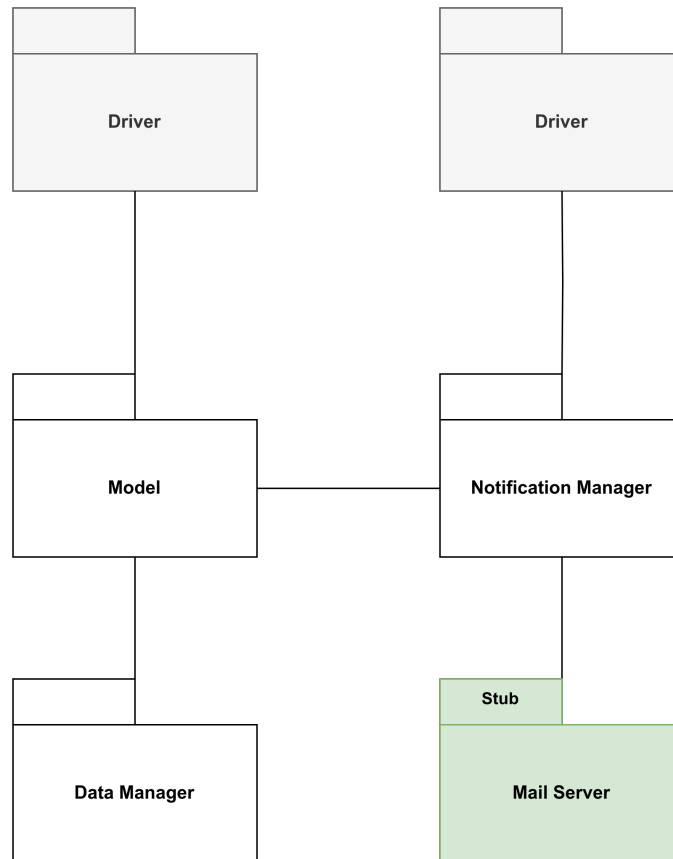 Driver
Driver
Model
Notification Manager
Stub
Data Manager
Mail Server